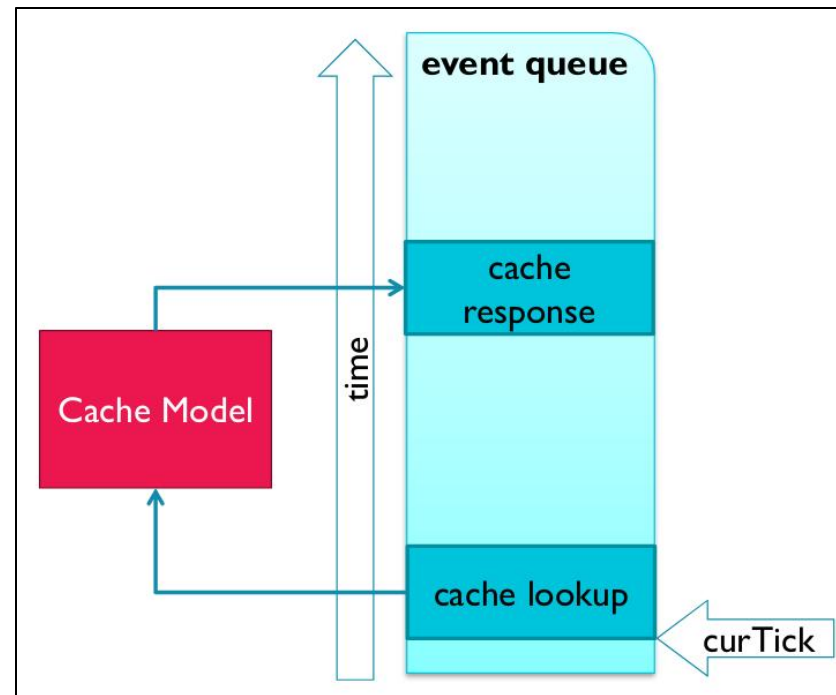 event queue
cache
response
time
Cache Model
cache lookup
curTick